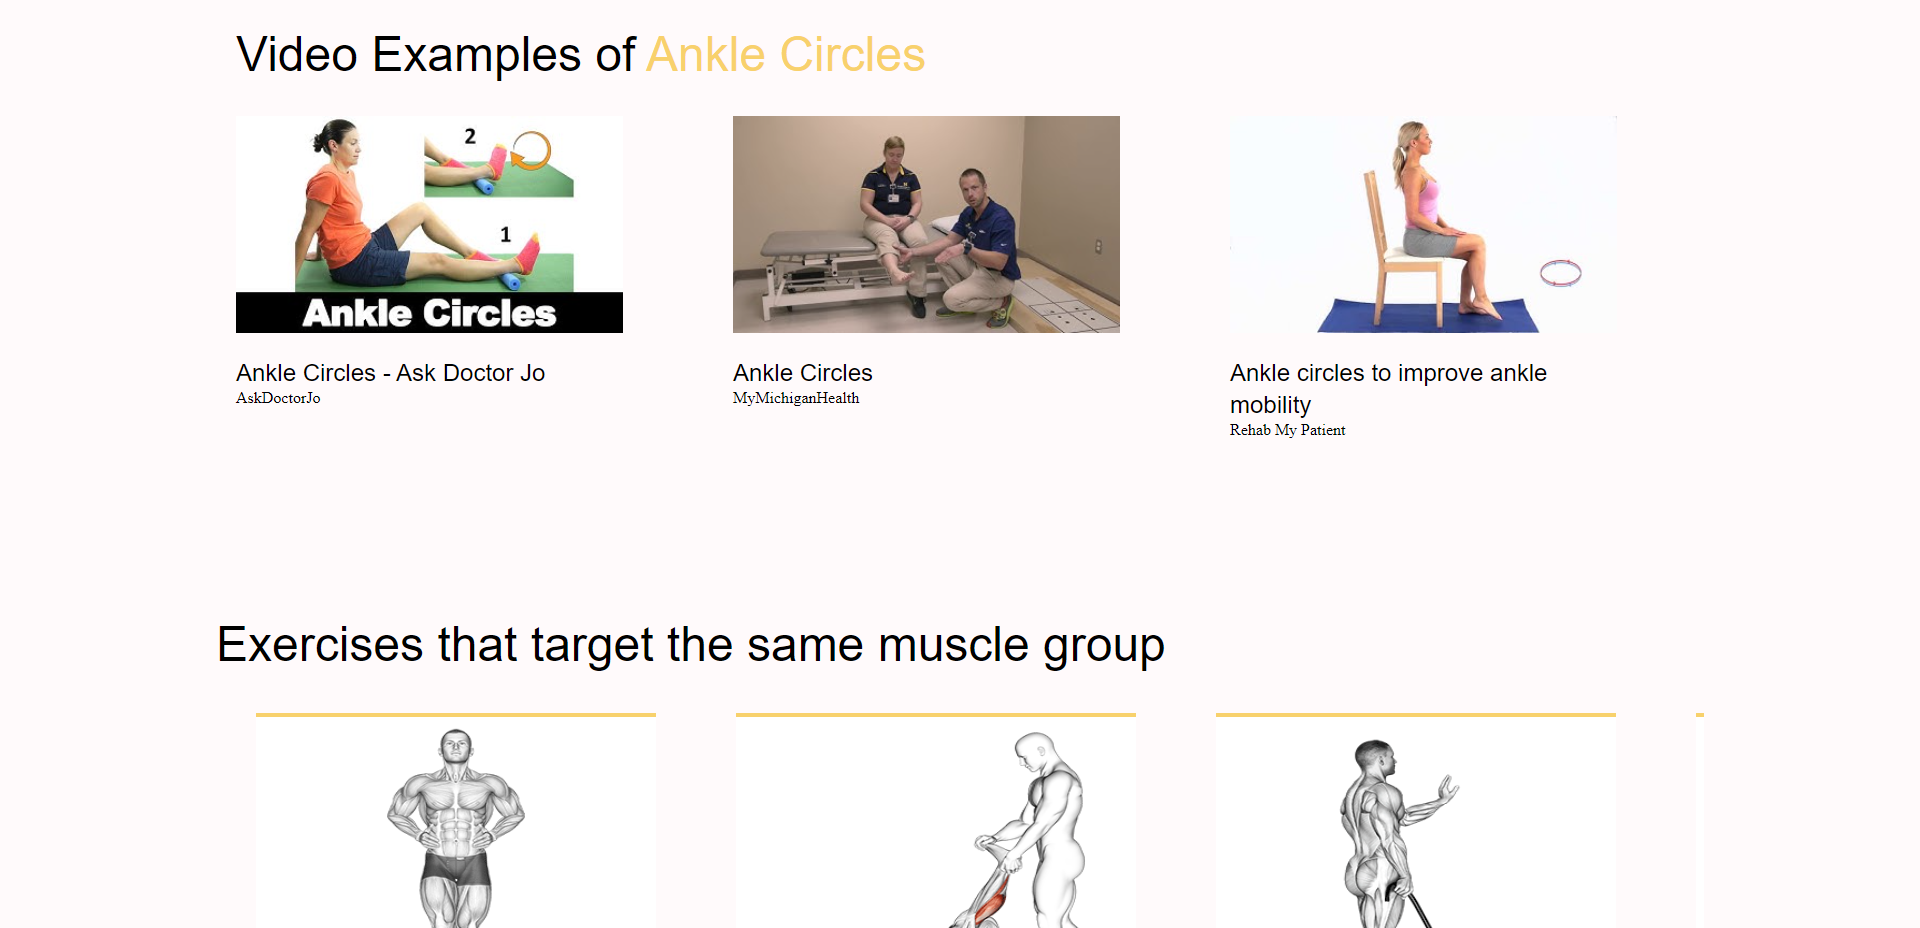 Video Examples of Ankle Circles
2
1
Ankle Circles
Ankle Circles - Ask Doctor Jo
AskDoctorJo
Ankle Circles
MyMichiganHealth
Ankle circles to improve ankle
mobility
Rehab My Patient
Exercises that target the same muscle group